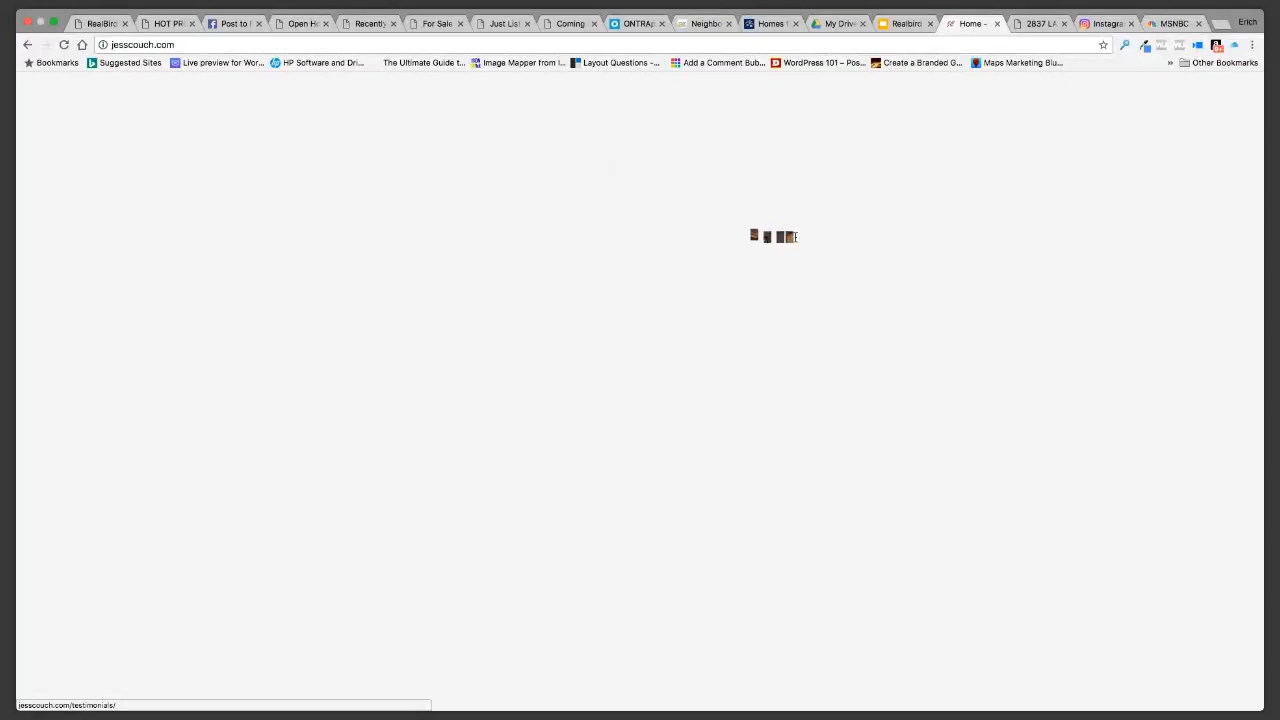 RealBird HOT PR Post to Open Ho Recently For Sale Just List Coming ONTRAp Neighbo Homes f My Drive Realbird Home - 2837 LA Instagra MSNBC Erich
jesscouch.com
Bookmarks Suggested Sites Live preview for Wor... HP Software and Dri... The Ultimate Guide t... Image Mapper from I... Layout Questions -... Add a Comment Bub... WordPress 101 – Pos... Create a Branded G... Maps Marketing Blu... » Other Bookmarks
jesscouch.com/testimonials/